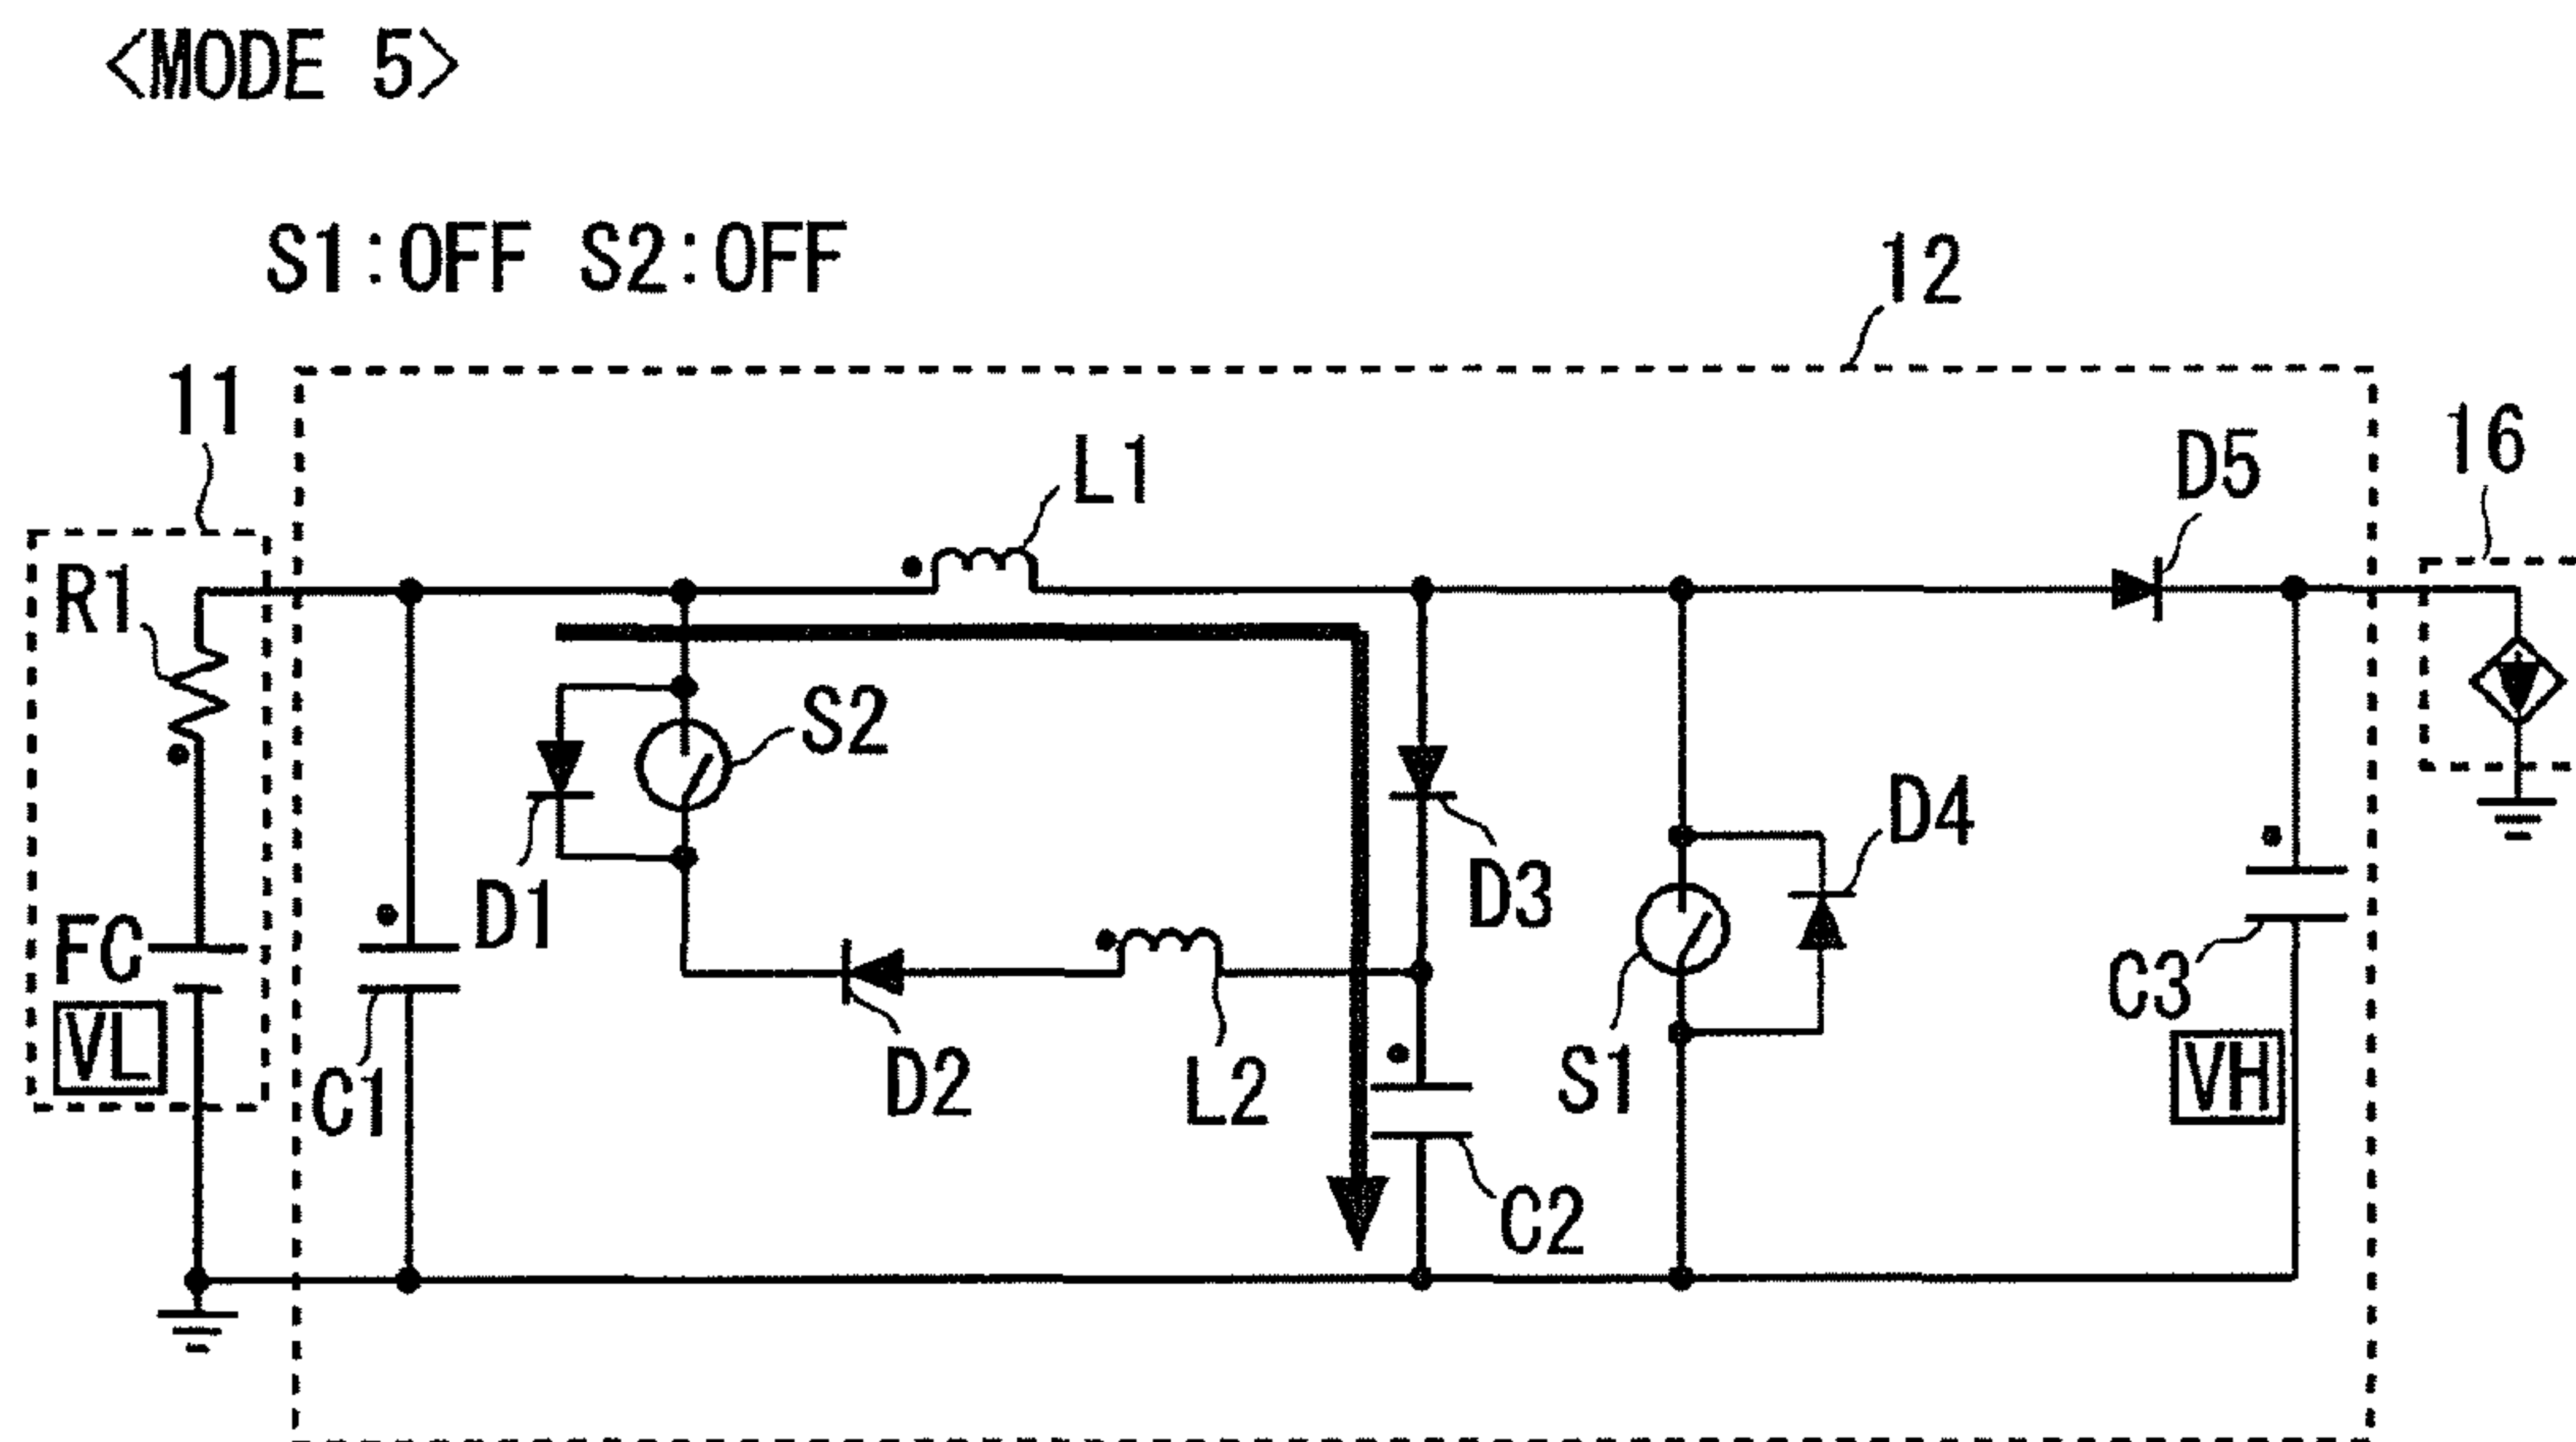 <MODE 5>
S1:OFF S2:OFF
12
11
16
D5
L1
R1
S2
D4
D3
D1
FC
C3
VL
VH
C1
D2
L2
S1
C2